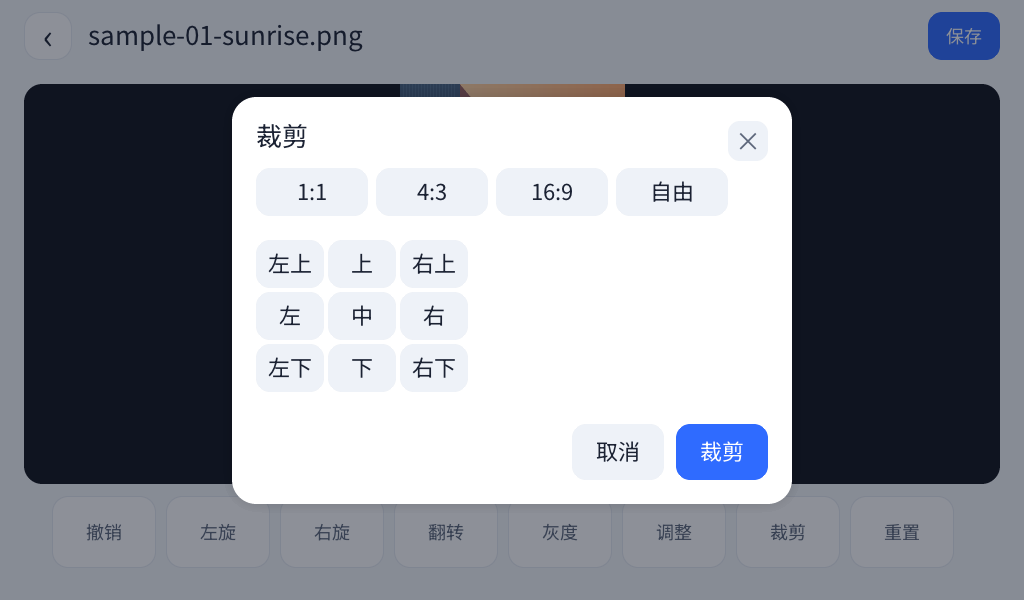 ‹ sample-01-sunrise.png 保存
裁剪
1:1 4:3 16:9 自由
左上 上 右上
左 中 右
左下 下 右下
取消 裁剪
撤销 左旋 右旋 翻转 灰度 调整 裁剪 重置